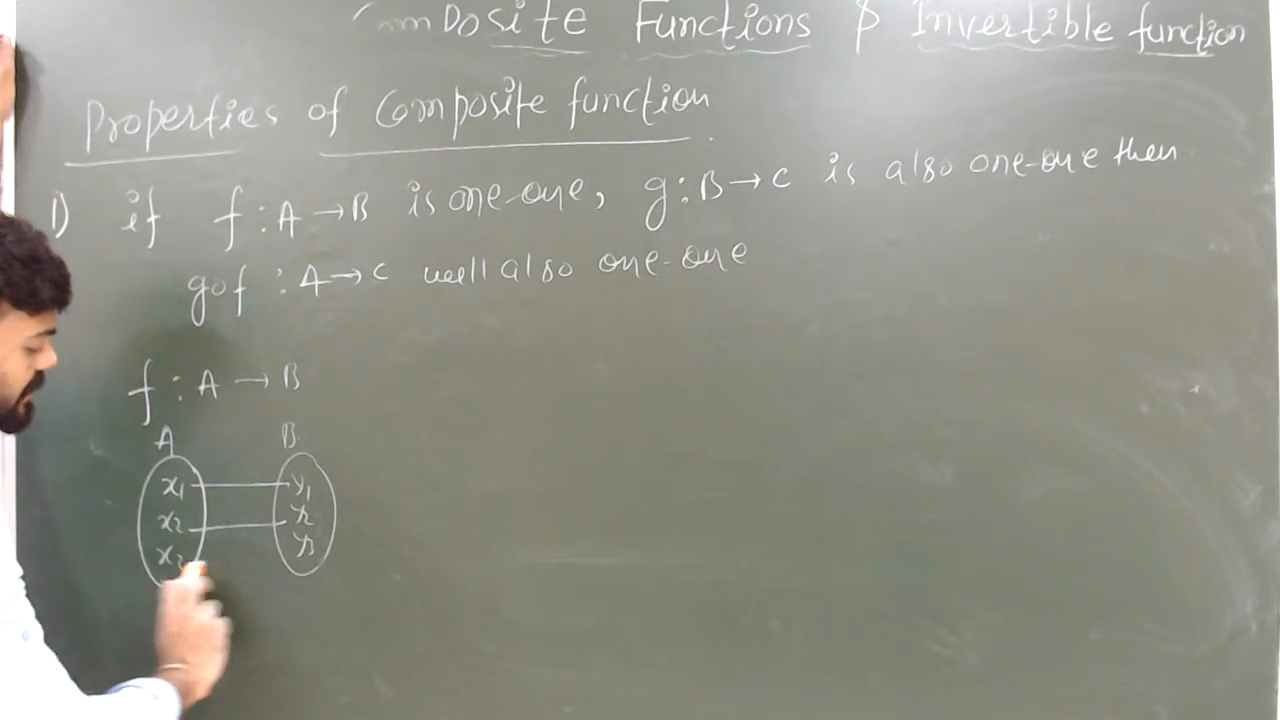 Composite Functions & Invertible function
Properties of Composite function
1) if f : A → B is one-one, g : B → C is also one-one then
gof : A → C will also one-one
f : A → B
A B
x1 y1
x2 y2
x3 y3